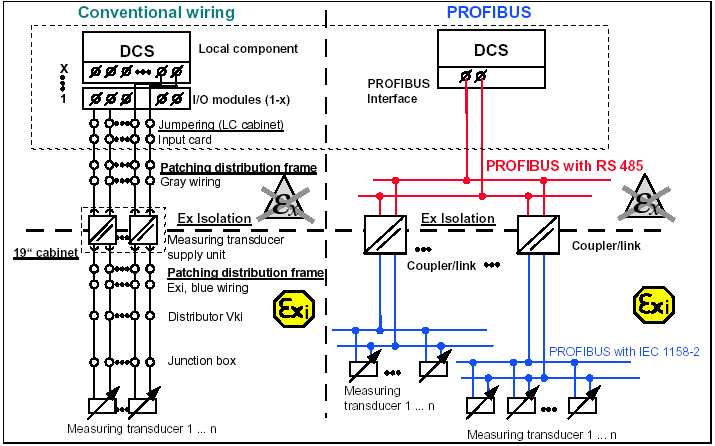 Conventional wiring
PROFIBUS
DCS
Local component
X
1
I/O modules (1-x)
Jumpering (LC cabinet)
Input card
Patching distribution frame
Gray wiring
Ex
Ex Isolation
19“ cabinet
Measuring transducer
supply unit
Patching distribution frame
Exi, blue wiring
Exi
Distributor Vki
Junction box
Measuring transducer 1 ... n
DCS
PROFIBUS
Interface
PROFIBUS with RS 485
Ex
Ex Isolation
Coupler/link
Coupler/link
Exi
PROFIBUS with IEC 1158-2
Measuring
transducer 1 ... n
Measuring transducer 1 ... n